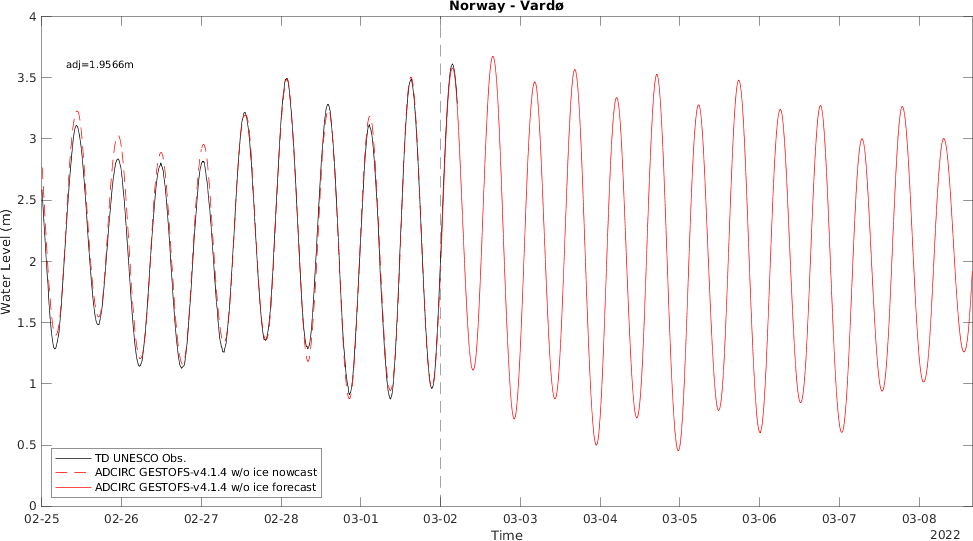 Norway - Vardø
4
adj=1.9566m
3.5
3
2.5
2
1.5
1
0.5
0
Water Level (m)
TD UNESCO Obs.
ADCIRC GESTOFS-v4.1.4 w/o ice nowcast
ADCIRC GESTOFS-v4.1.4 w/o ice forecast
02-25 02-26 02-27 02-28 03-01 03-02 03-03 03-04 03-05 03-06 03-07 03-08
Time
2022